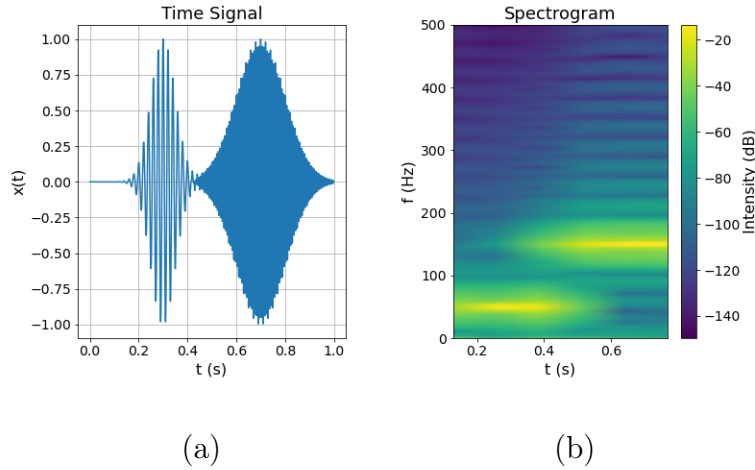 Time Signal
1.00
0.75
0.50
0.25
0.00
−0.25
−0.50
−0.75
−1.00
x(t)
0.0 0.2 0.4 0.6 0.8 1.0
t (s)
(a)
Spectrogram
500
400
300
200
100
0
f (Hz)
0.2 0.4 0.6
t (s)
−20
−40
−60
−80
−100
−120
−140
Intensity (dB)
(b)